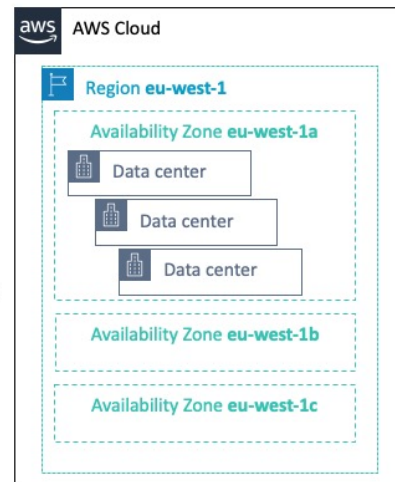 aws
AWS Cloud
Region eu-west-1
Availability Zone eu-west-1a
Data center
Data center
Data center
Availability Zone eu-west-1b
Availability Zone eu-west-1c